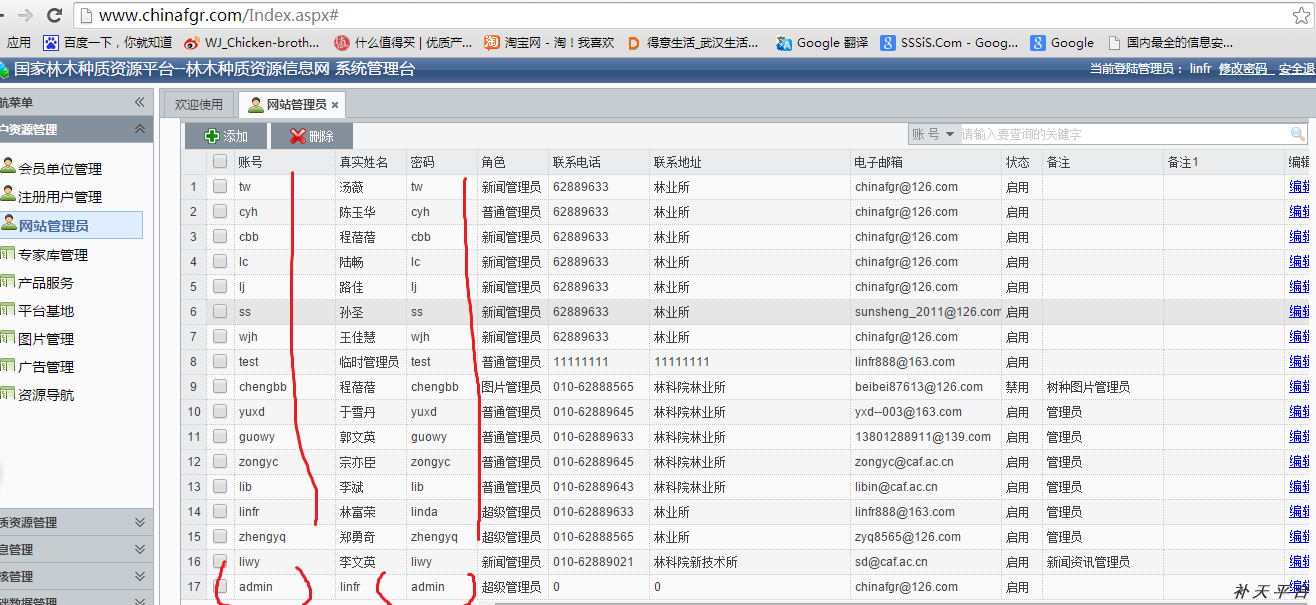 www.chinafgr.com/Index.aspx#
应用 百度一下，你就知道 WJ_Chicken-broth... 什么值得买 | 优质产... 淘宝网 - 淘！我喜欢 得意生活_武汉生活... Google 翻译 SSSiS.Com - Goog... Google 国内最全的信息安...
国家林木种质资源平台--林木种质资源信息网 系统管理台 当前登陆管理员： linfr 修改密码 安全退
航菜单
户资源管理
会员单位管理
注册用户管理
网站管理员
专家库管理
产品服务
平台基地
图片管理
广告管理
资源导航
质资源管理
息管理
核管理
础数据管理
欢迎使用 网站管理员 ×
添加 删除 账 号 请输入要查询的关键字
账号 真实姓名 密码 角色 联系电话 联系地址 电子邮箱 状态 备注 备注1 编辑
1 tw 汤薇 tw 新闻管理员 62889633 林业所 chinafgr@126.com 启用 编辑
2 cyh 陈玉华 cyh 普通管理员 62889633 林业所 chinafgr@126.com 启用 编辑
3 cbb 程蓓蓓 cbb 新闻管理员 62889633 林业所 chinafgr@126.com 启用 编辑
4 lc 陆畅 lc 新闻管理员 62889633 林业所 chinafgr@126.com 启用 编辑
5 lj 路佳 lj 新闻管理员 62889633 林业所 chinafgr@126.com 启用 编辑
6 ss 孙圣 ss 新闻管理员 62889633 林业所 sunsheng_2011@126.com 启用 编辑
7 wjh 王佳慧 wjh 新闻管理员 62889633 林业所 chinafgr@126.com 启用 编辑
8 test 临时管理员 test 普通管理员 11111111 11111111 linfr888@163.com 启用 编辑
9 chengbb 程蓓蓓 chengbb 图片管理员 010-62888565 林科院林业所 beibei87613@126.com 禁用 树种图片管理员 编辑
10 yuxd 于雪丹 yuxd 普通管理员 010-62889645 林科院林业所 yxd--003@163.com 启用 管理员 编辑
11 guowy 郭文英 guowy 普通管理员 010-62889633 林科院林业所 13801288911@139.com 启用 管理员 编辑
12 zongyc 宗亦臣 zongyc 普通管理员 010-62889645 林科院林业所 zongyc@caf.ac.cn 启用 管理员 编辑
13 lib 李斌 lib 普通管理员 010-62889643 林科院林业所 libin@caf.ac.cn 启用 管理员 编辑
14 linfr 林富荣 linda 超级管理员 010-62889633 林业所 linfr888@163.com 启用 管理员 编辑
15 zhengyq 郑勇奇 zhengyq 超级管理员 010-62888565 林业所 zyq8565@126.com 启用 管理员 编辑
16 liwy 李文英 liwy 新闻管理员 010-62889021 林科院新技术所 sd@caf.ac.cn 启用 新闻资讯管理员 编辑
17 admin linfr admin 超级管理员 0 0 chinafgr@126.com 启用 编辑
补天平台